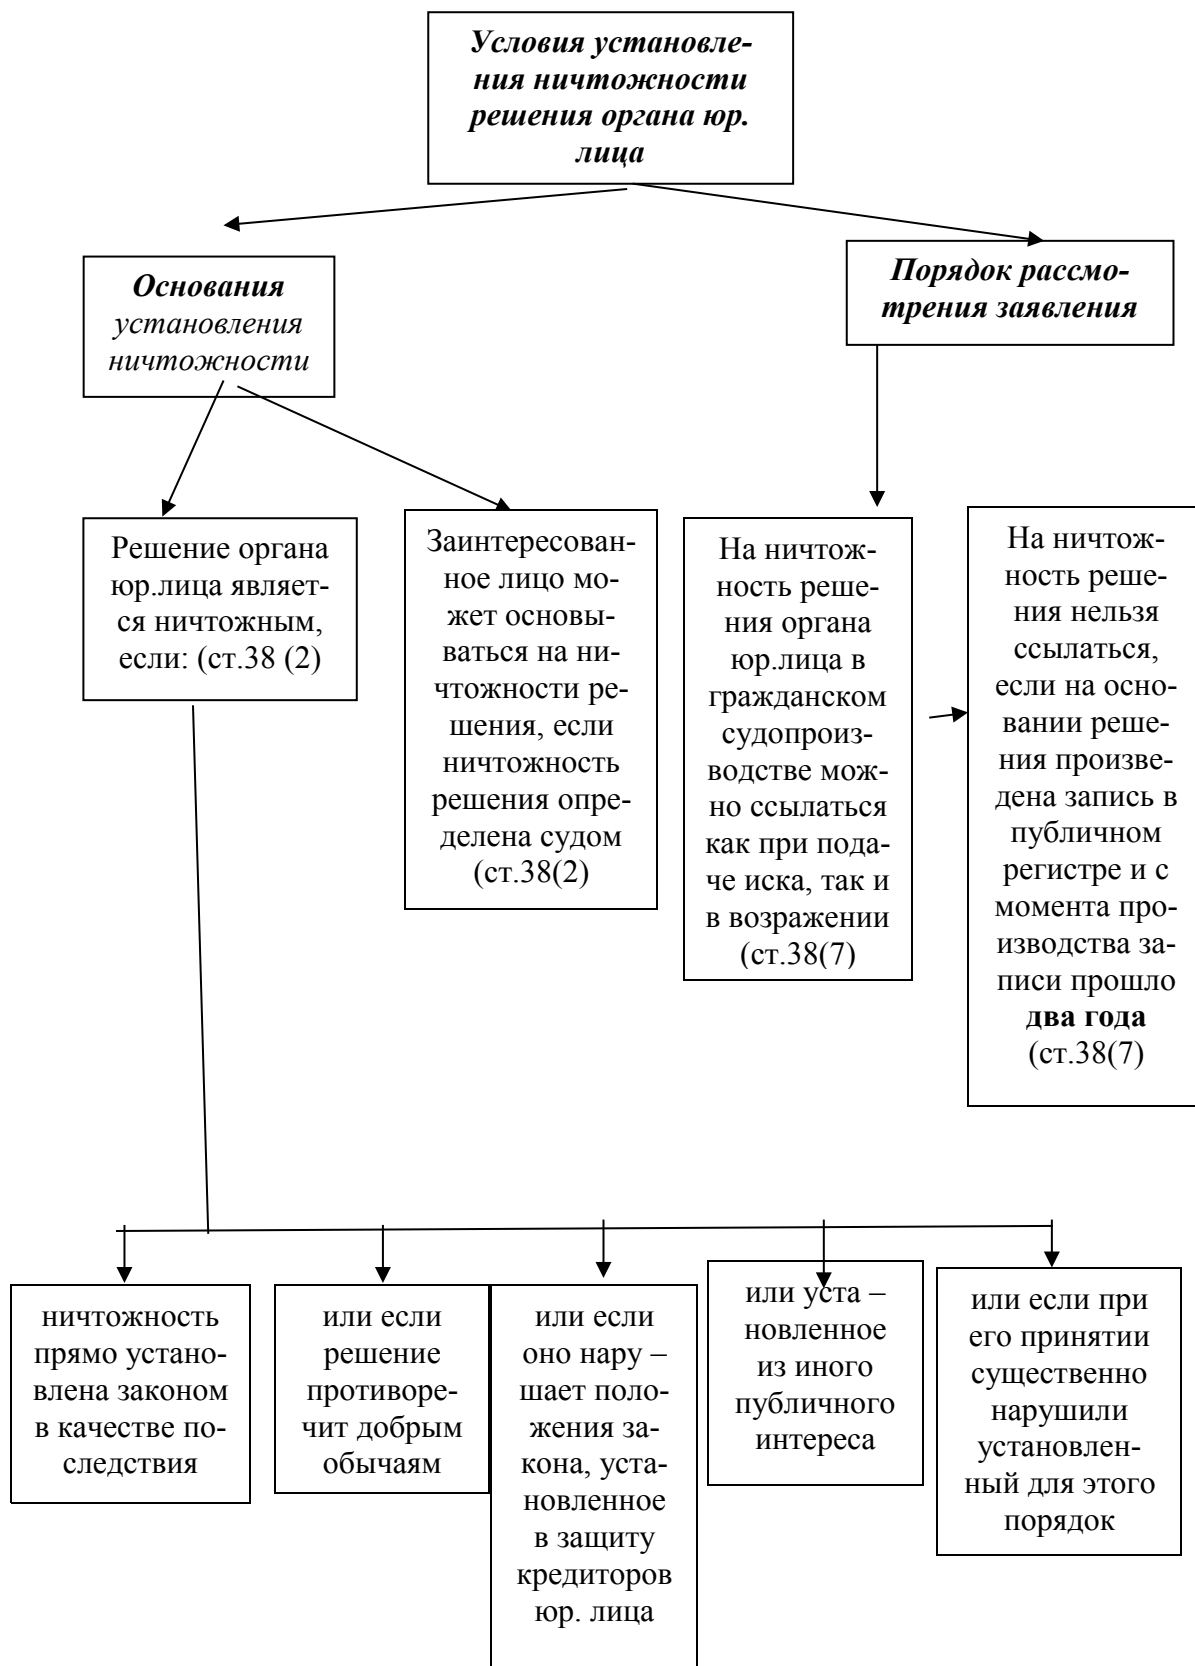 Условия установле-
ния ничтожности
решения органа юр.
лица
Основания
установления
ничтожности
Порядок рассмо-
трения заявления
Решение органа
юр.лица являет-
ся ничтожным,
если: (ст.38 (2)
Заинтересован-
ное лицо мо-
жет основы-
ваться на ни-
чтожности ре-
шения, если
ничтожность
решения опре-
делена судом
(ст.38(2)
На ничтож-
ность реше-
ния органа
юр.лица в
гражданском
судопроиз-
водстве мож-
но ссылаться
как при пода-
че иска, так и
в возражении
(ст.38(7)
На ничтож-
ность реше-
ния нельзя
ссылаться,
если на осно-
вании реше-
ния произве-
дена запись в
публичном
регистре и с
момента про-
изводства за-
писи прошло
два года
(ст.38(7)
ничтожность
прямо устано-
влена законом
в качестве по-
следствия
или если
решение
противоре-
чит добрым
обычаям
или если
оно нару –
шает поло-
жения за-
кона, уста-
новленное
в защиту
кредиторов
юр. лица
или уста –
новленное
из иного
публичного
интереса
или если при
его принятии
существенно
нарушили
установлен-
ный для этого
порядок